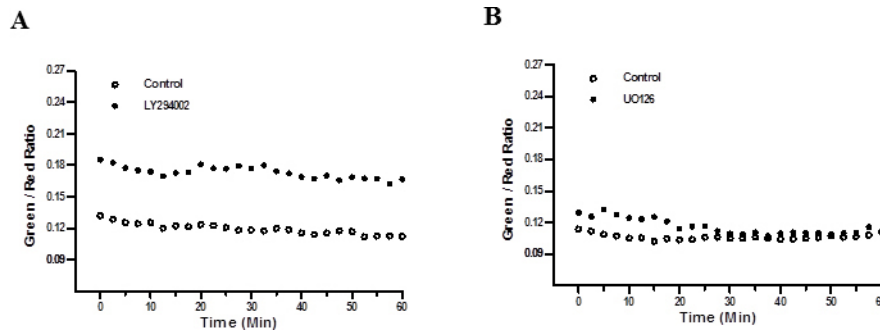 A
Green / Red Ratio
0.27
0.24
0.21
0.18
0.15
0.12
0.09
Control
LY294002
0 10 20 30 40 50 60
Time (Min)
B
Green / Red Ratio
0.27
0.24
0.21
0.18
0.15
0.12
0.09
Control
UO126
0 10 20 30 40 50 60
Time (Min)